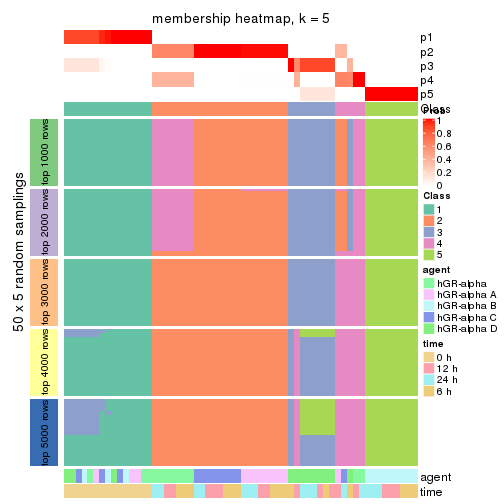 membership heatmap, k = 5
p1
p2
p3
p4
p5
Class
50 x 5 random samplings
top 1000 rows
top 2000 rows
top 3000 rows
top 4000 rows
top 5000 rows
Prob
1
0.8
0.6
0.4
0.2
0
Class
1
2
3
4
5
agent
hGR-alpha
hGR-alpha A
hGR-alpha B
hGR-alpha C
hGR-alpha D
time
0 h
12 h
24 h
6 h
agent
time